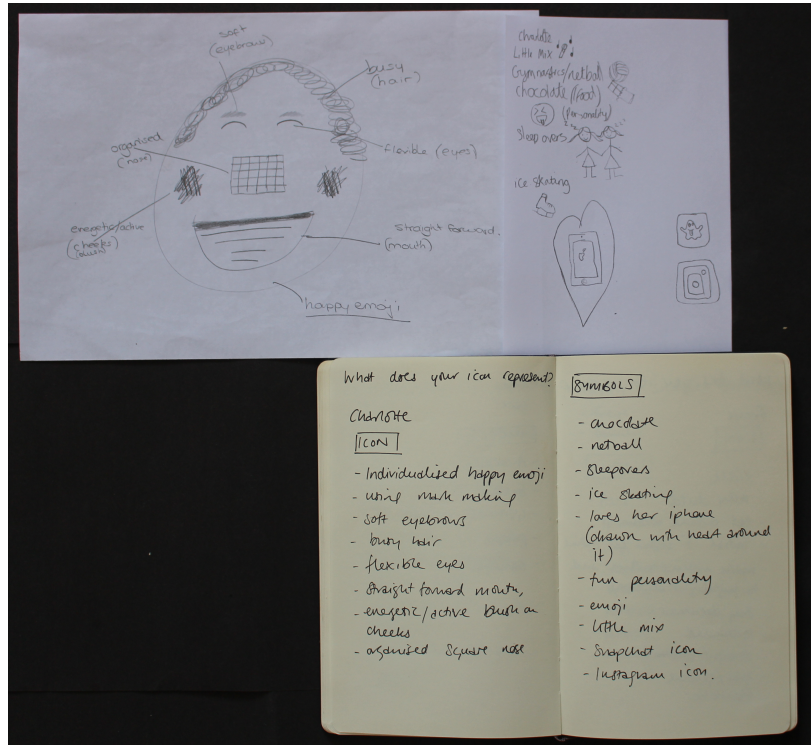 soft
(eyebrows)
busy
(hair)
organised
(nose)
flexible (eyes)
energetic/active
(cheeks)
blush
straight forward
(mouth)
happy emoji
Charlotte
Little Mix
Gymnastics/netball
chocolate (food)
(personality)
Sleepovers
ice skating
What does your icon represent?
Charlotte
ICON
- Individualised happy emoji
- using mark making
- soft eyebrows
- busy hair
- flexible eyes
- straight forward mouth,
- energetic/active blush on
cheeks
- organised square nose
SYMBOLS
- chocolate
- netball
- sleepovers
- ice skating
- loves her iphone
(drawn with heart around
it)
- fun personality
- emoji
- little mix
- Snapchat icon
- Instagram icon.